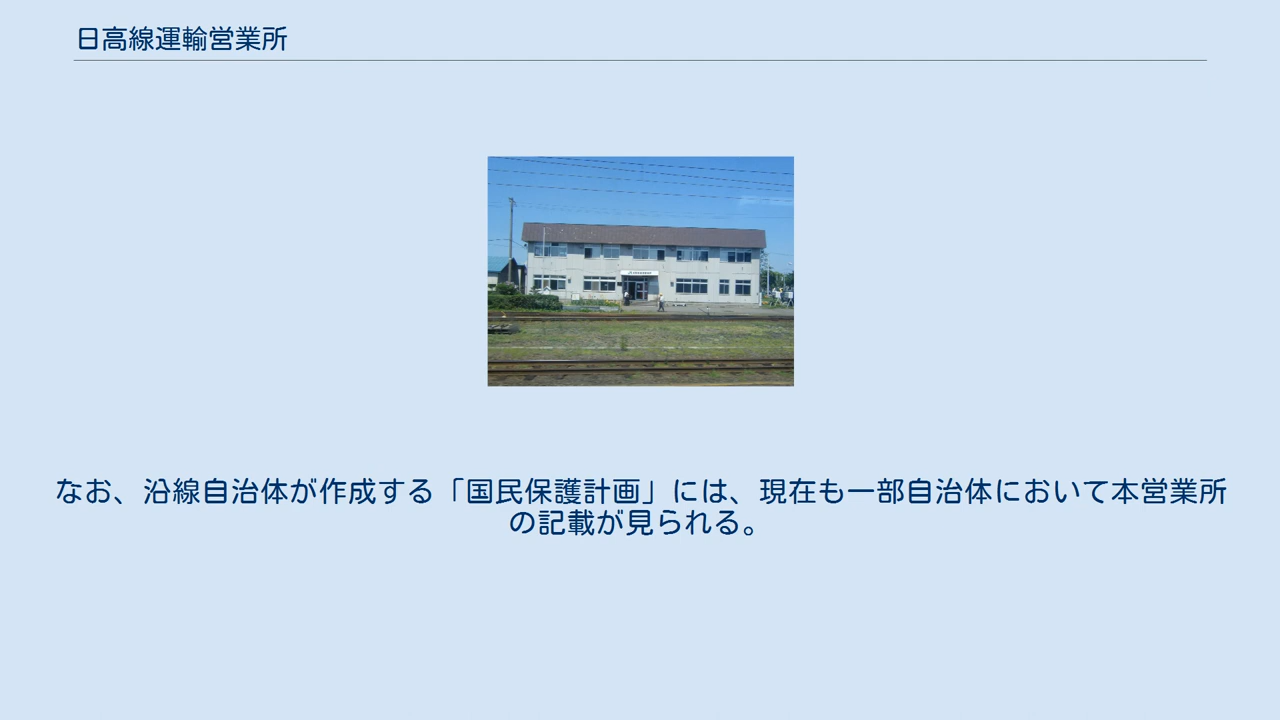 日高線運輸営業所
なお、沿線自治体が作成する「国民保護計画」には、現在も一部自治体において本営業所
の記載が見られる。